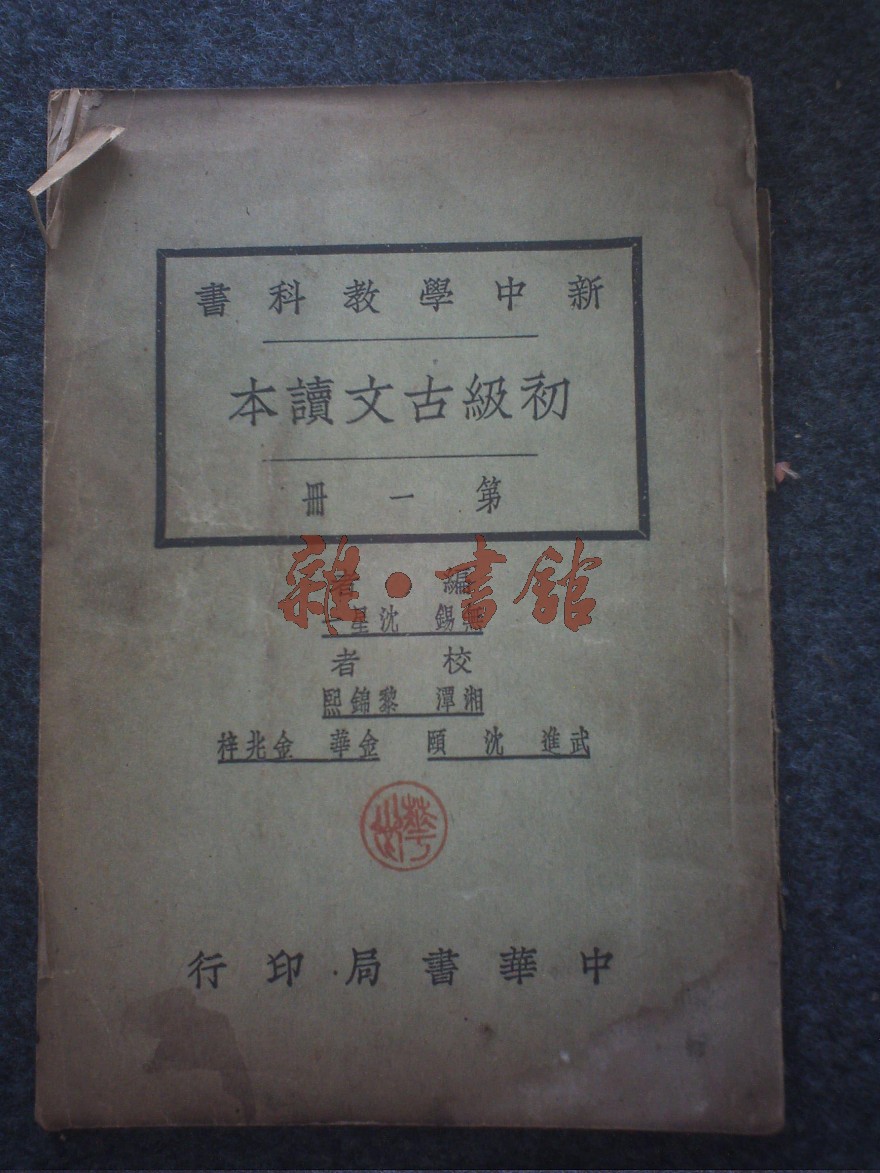 新中學教科書
初級古文讀本
第一冊
編者
無錫 沈星一
校者
湘潭 黎錦熙
武進 沈頤 金華 金兆梓
中華書局印行
雜·書館